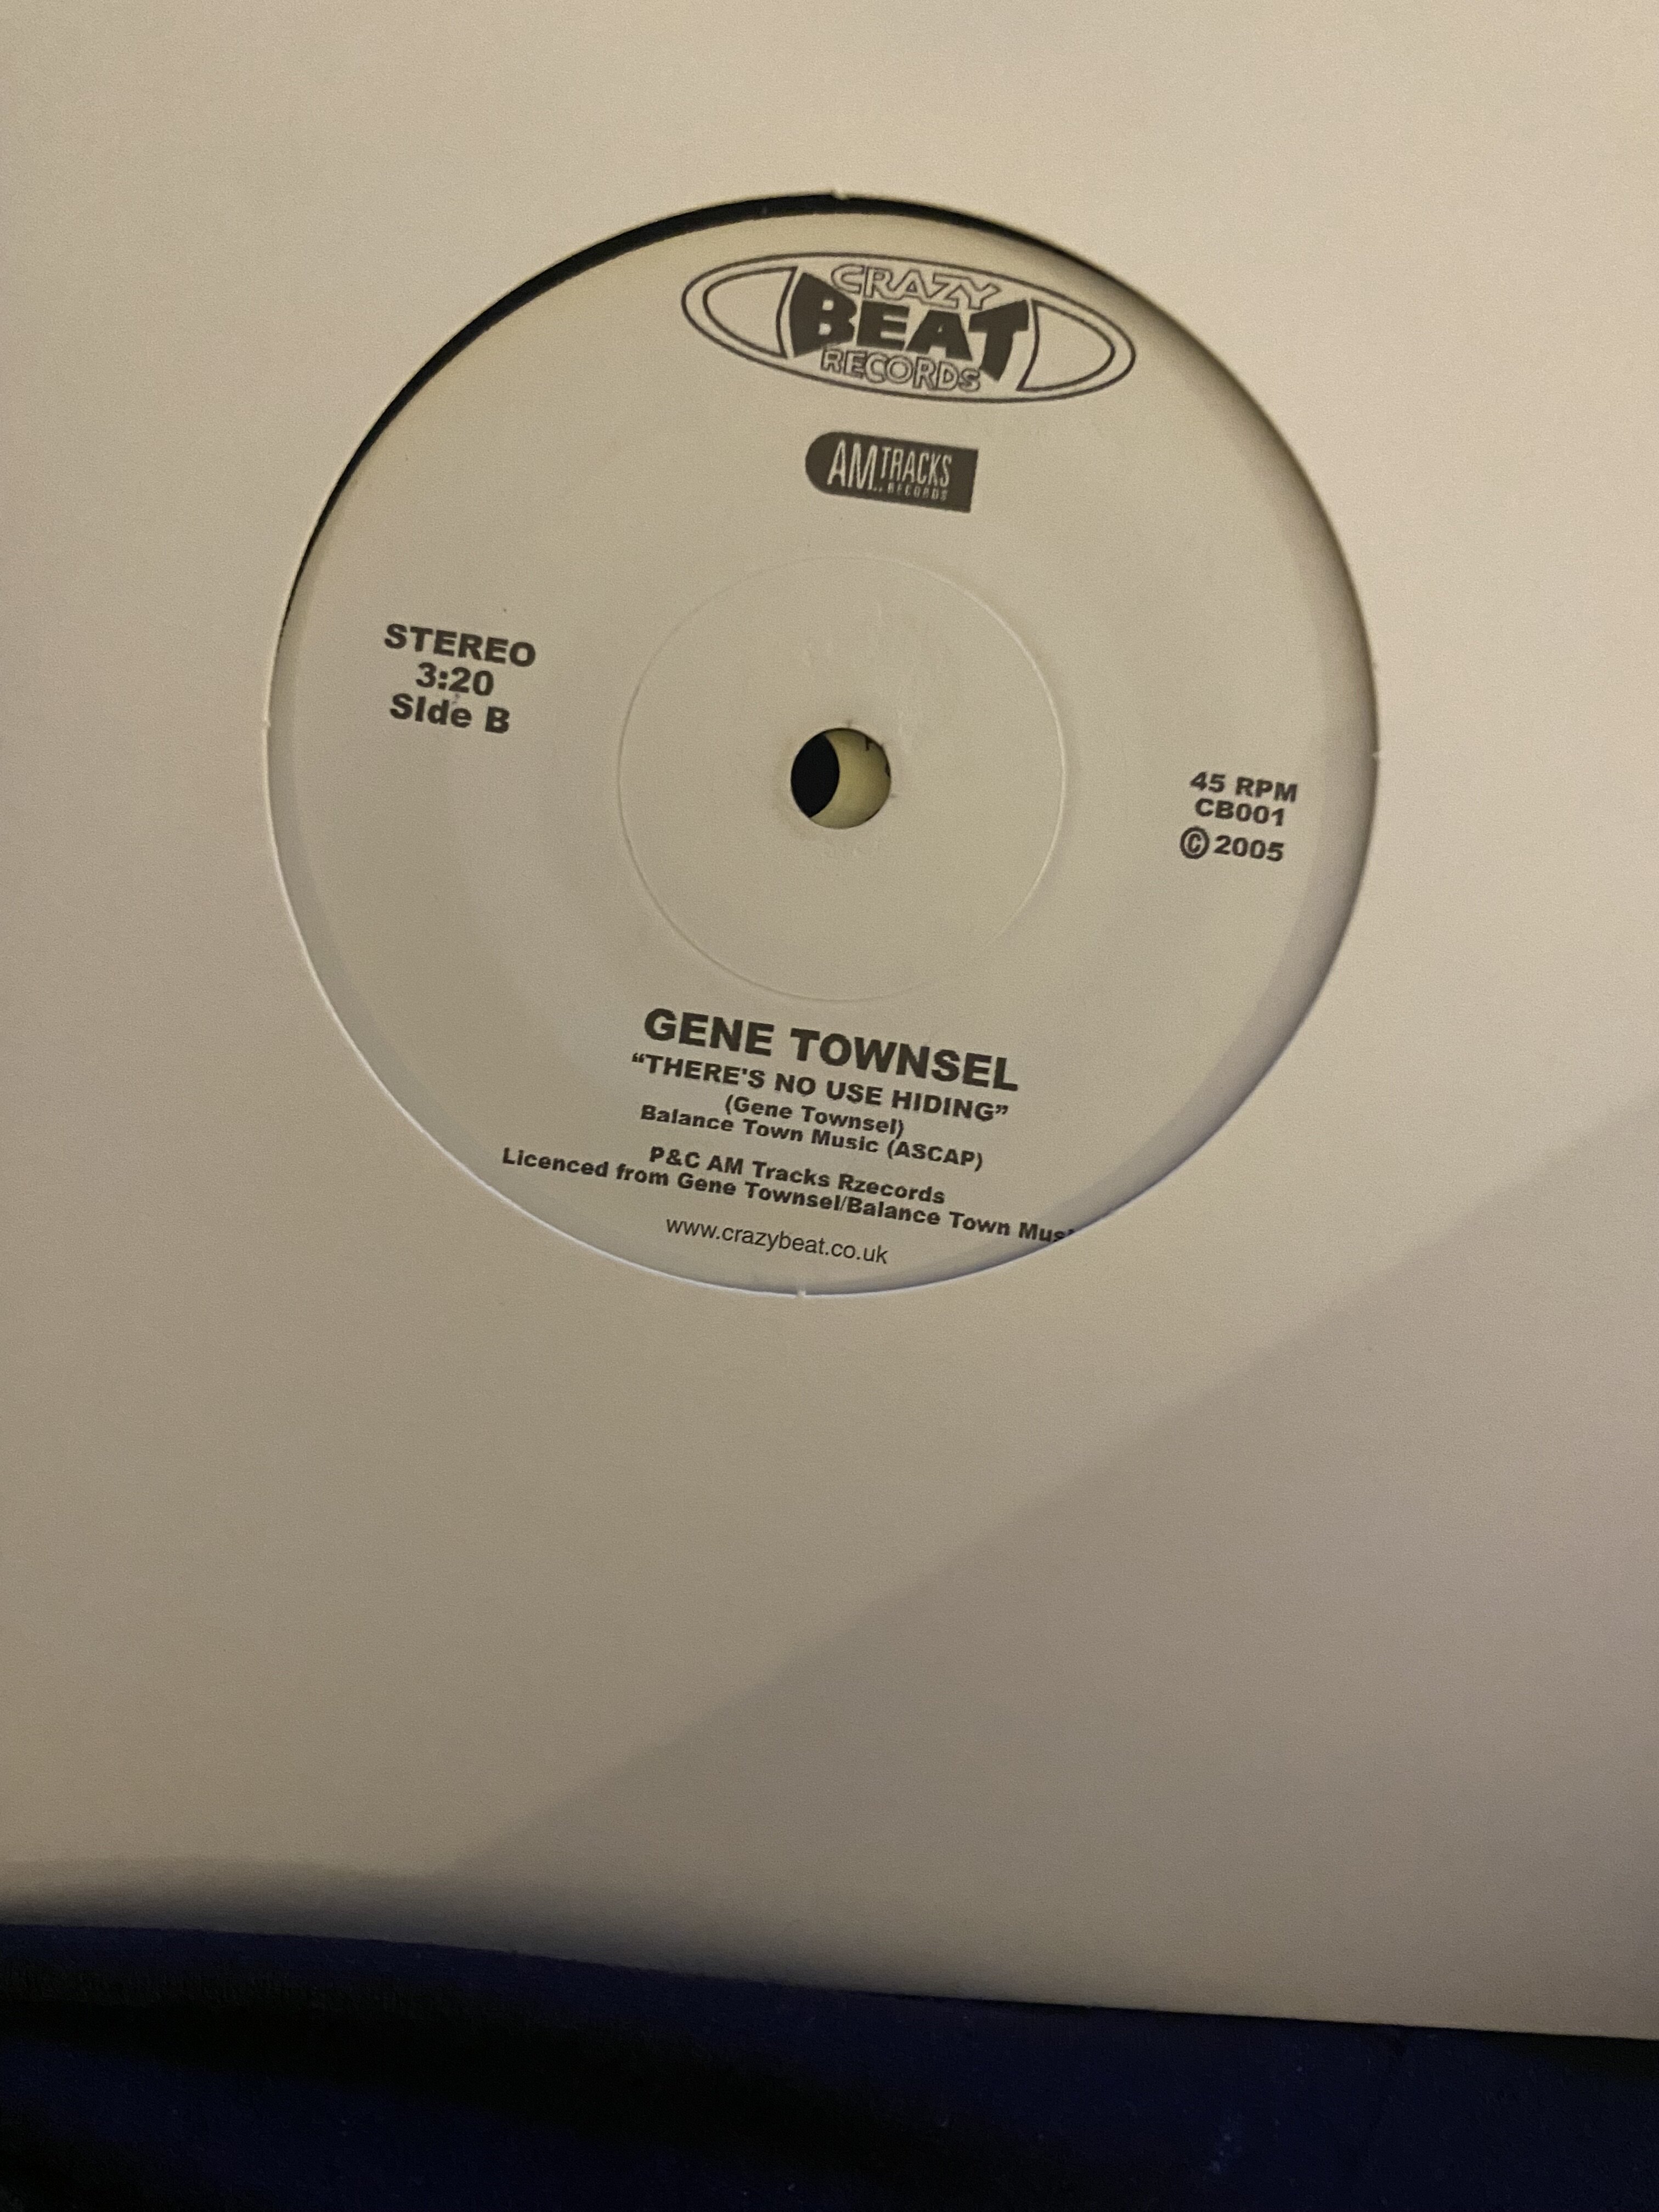 CRAZY
BEAT
RECORDS
AM TRACKS
RECORDS
STEREO
3:20
SIde B
45 RPM
CB001
© 2005
GENE TOWNSEL
“THERE'S NO USE HIDING”
(Gene Townsel)
Balance Town Music (ASCAP)
P&C AM Tracks Rzecords
Licenced from Gene Townsel/Balance Town
www.crazybeat.co.uk